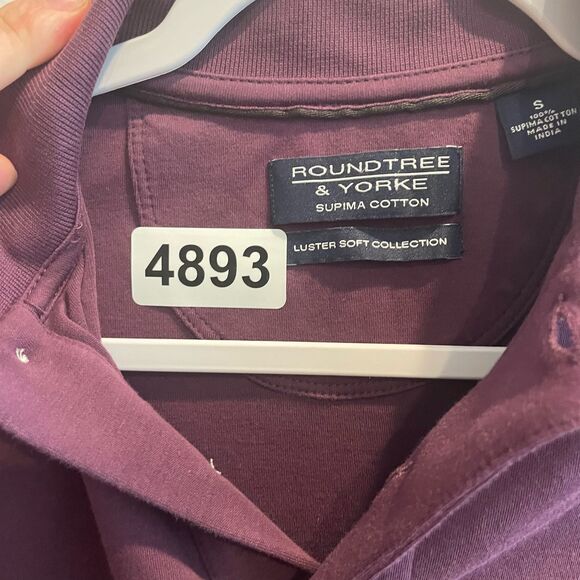 S
100%
SUPIMA COTTON
MADE IN
INDIA
ROUNDTREE
& YORKE
SUPIMA COTTON
LUSTER SOFT COLLECTION
4893